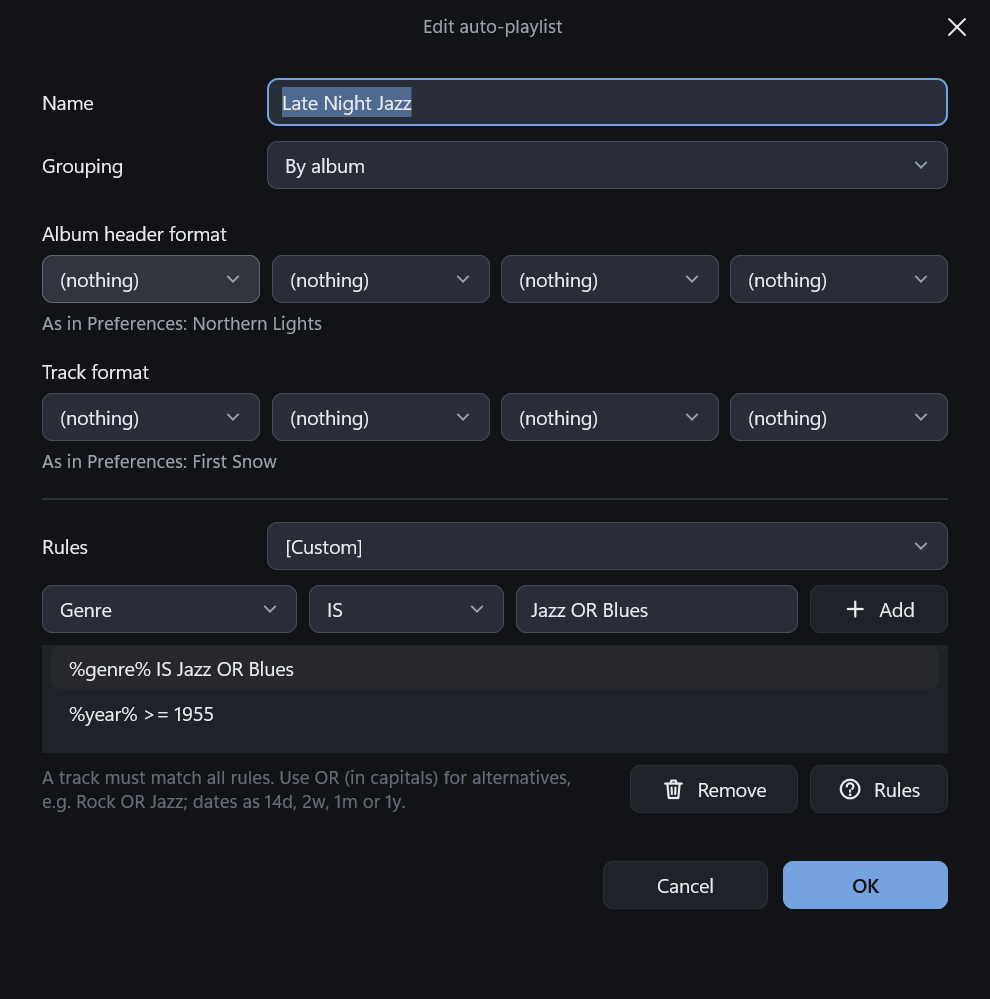 Edit auto-playlist
Name
Late Night Jazz
Grouping
By album
Album header format
(nothing) (nothing) (nothing) (nothing)
As in Preferences: Northern Lights
Track format
(nothing) (nothing) (nothing) (nothing)
As in Preferences: First Snow
Rules
[Custom]
Genre IS Jazz OR Blues Add
%genre% IS Jazz OR Blues
%year% >= 1955
A track must match all rules. Use OR (in capitals) for alternatives,
e.g. Rock OR Jazz; dates as 14d, 2w, 1m or 1y.
Remove Rules
Cancel OK